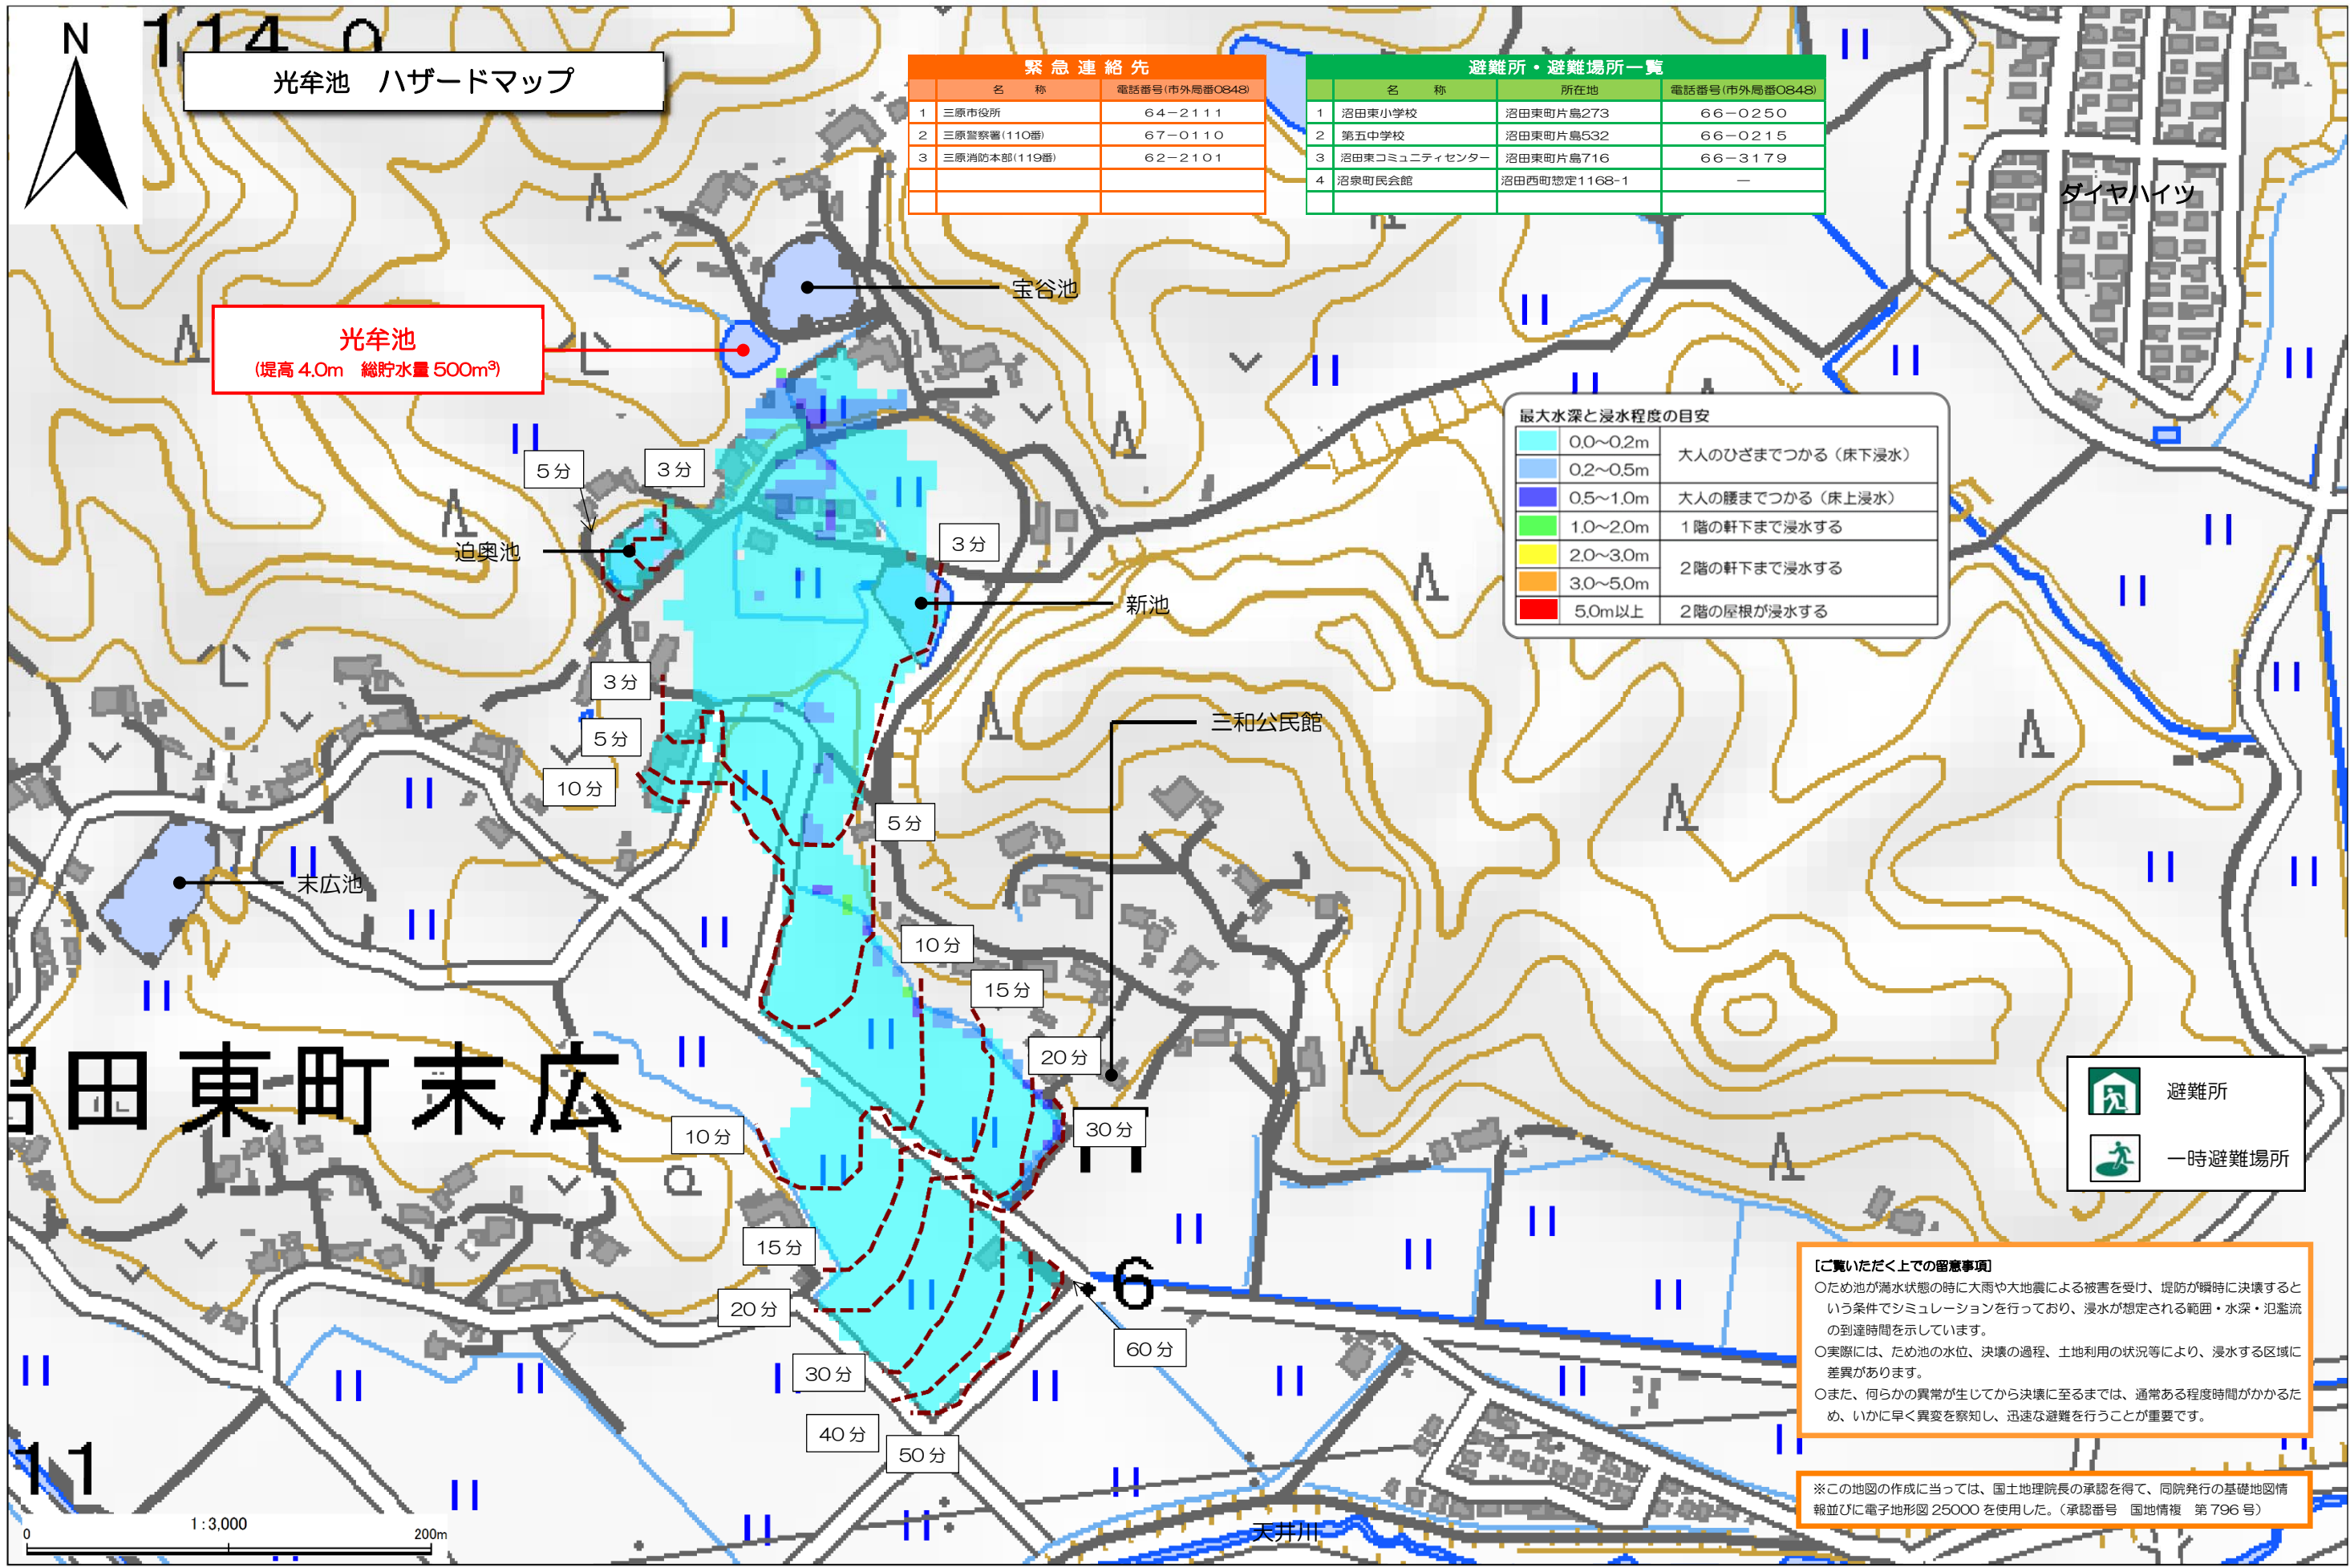 N
114.0
光牟池　ハザードマップ
緊急連絡先
名　称　電話番号(市外局番0848)
1　三原市役所　64-2111
2　三原警察署(110番)　67-0110
3　三原消防本部(119番)　62-2101
避難所・避難場所一覧
名　称　所在地　電話番号(市外局番0848)
1　沼田東小学校　沼田東町片島273　66-0250
2　第五中学校　沼田東町片島532　66-0215
3　沼田東コミュニティセンター　沼田東町片島716　66-3179
4　沼泉町民会館　沼田西町惣定1168-1　—
ダイヤハイツ
宝谷池
光牟池
(堤高 4.0m　総貯水量 500m³)
最大水深と浸水程度の目安
0.0～0.2m　大人のひざまでつかる（床下浸水）
0.2～0.5m
0.5～1.0m　大人の腰までつかる（床上浸水）
1.0～2.0m　1階の軒下まで浸水する
2.0～3.0m　2階の軒下まで浸水する
3.0～5.0m
5.0m以上　2階の屋根が浸水する
5分
3分
迫奥池
3分
新池
3分
5分
10分
三和公民館
5分
末広池
10分
15分
20分
30分
沼田東町末広
10分
15分
20分
30分
40分
50分
60分
6
避難所
一時避難場所
[ご覧いただく上での留意事項]
○ため池が満水状態の時に大雨や大地震による被害を受け、堤防が瞬時に決壊すると
いう条件でシミュレーションを行っており、浸水が想定される範囲・水深・氾濫流
の到達時間を示しています。
○実際には、ため池の水位、決壊の過程、土地利用の状況等により、浸水する区域に
差異があります。
○また、何らかの異常が生じてから決壊に至るまでは、通常ある程度時間がかかるた
め、いかに早く異変を察知し、迅速な避難を行うことが重要です。
※この地図の作成に当っては、国土地理院長の承認を得て、同院発行の基礎地図情
報並びに電子地形図 25000 を使用した。（承認番号　国地情複　第 796 号）
11
1：3,000
0　200m
天井川